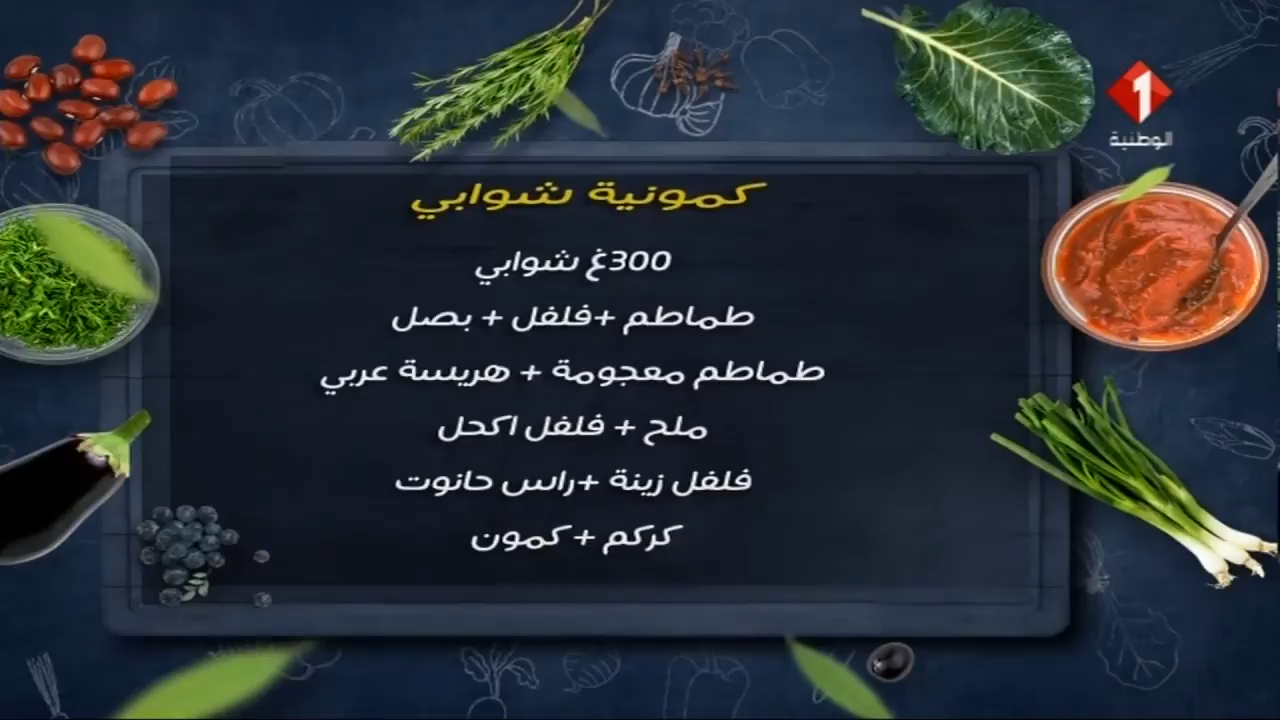 الوطنية
كمونية شوابي
300غ شوابي
طماطم +فلفل + بصل
طماطم معجومة + هريسة عربي
ملح + فلفل اكحل
فلفل زينة +راس حانوت
كركم + كمون